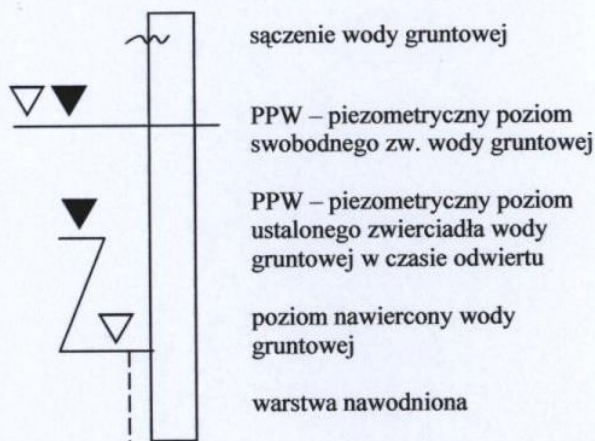 sączenie wody gruntowej
PPW – piezometryczny poziom
swobodnego zw. wody gruntowej
PPW – piezometryczny poziom
ustalonego zwierciadła wody
gruntowej w czasie odwiertu
poziom nawiercony wody
gruntowej
warstwa nawodniona